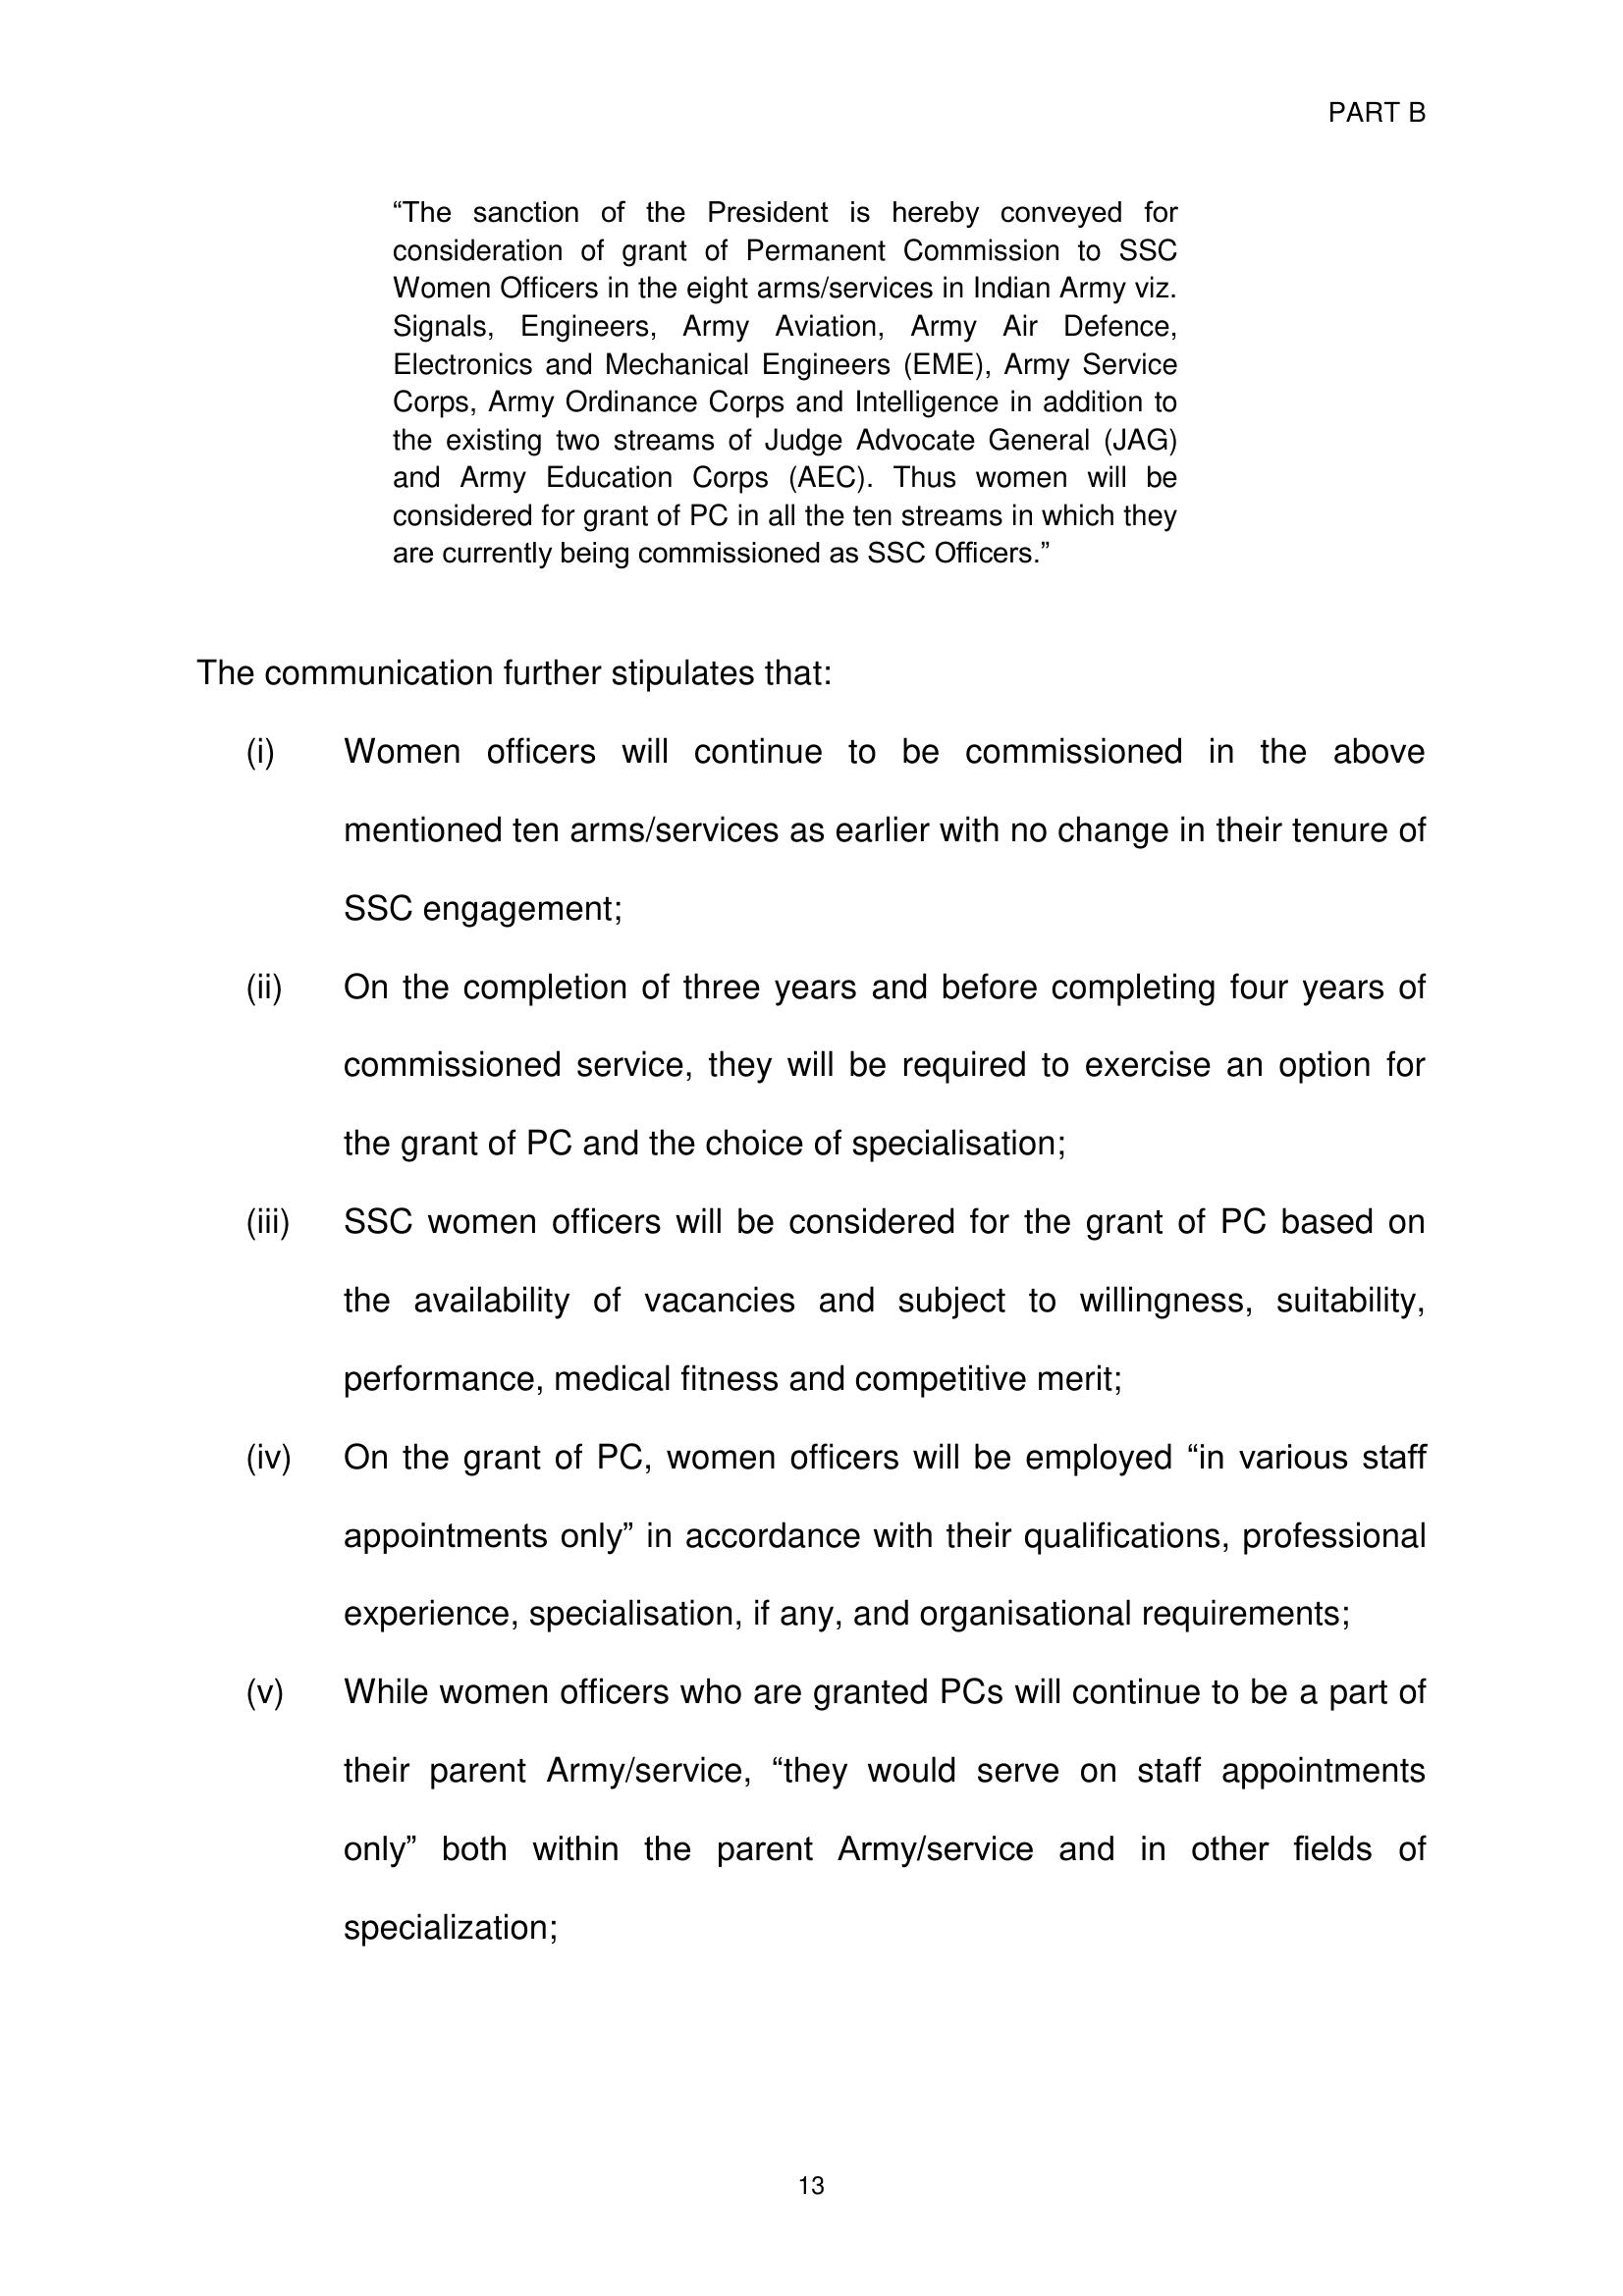 PART B
“The sanction of the President is hereby conveyed for
consideration of grant of Permanent Commission to SSC
Women Officers in the eight arms/services in Indian Army viz.
Signals, Engineers, Army Aviation, Army Air Defence,
Electronics and Mechanical Engineers (EME), Army Service
Corps, Army Ordinance Corps and Intelligence in addition to
the existing two streams of Judge Advocate General (JAG)
and Army Education Corps (AEC). Thus women will be
considered for grant of PC in all the ten streams in which they
are currently being commissioned as SSC Officers.”
The communication further stipulates that:
(i) Women officers will continue to be commissioned in the above
mentioned ten arms/services as earlier with no change in their tenure of
SSC engagement;
(ii) On the completion of three years and before completing four years of
commissioned service, they will be required to exercise an option for
the grant of PC and the choice of specialisation;
(iii) SSC women officers will be considered for the grant of PC based on
the availability of vacancies and subject to willingness, suitability,
performance, medical fitness and competitive merit;
(iv) On the grant of PC, women officers will be employed “in various staff
appointments only” in accordance with their qualifications, professional
experience, specialisation, if any, and organisational requirements;
(v) While women officers who are granted PCs will continue to be a part of
their parent Army/service, “they would serve on staff appointments
only” both within the parent Army/service and in other fields of
specialization;
13